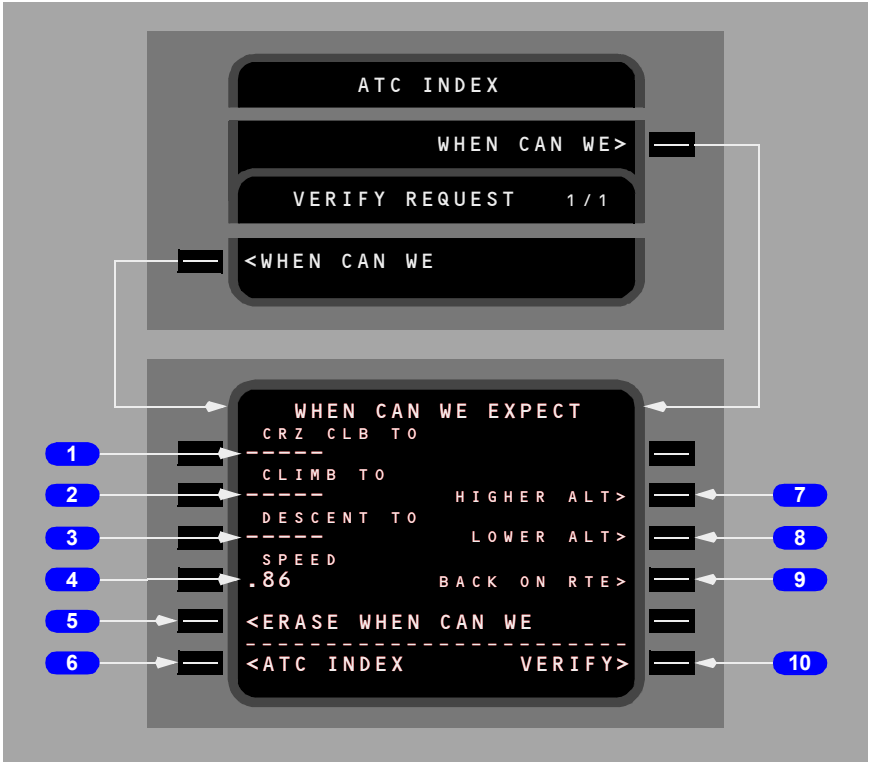 ATC INDEX
WHEN CAN WE>
VERIFY REQUEST 1/1
<WHEN CAN WE
WHEN CAN WE EXPECT
CRZ CLB TO
1 -----
CLIMB TO
2 ----- HIGHER ALT> 7
DESCENT TO
3 ----- LOWER ALT> 8
SPEED
4 .86 BACK ON RTE> 9
5 <ERASE WHEN CAN WE
------------------------
6 <ATC INDEX VERIFY> 10